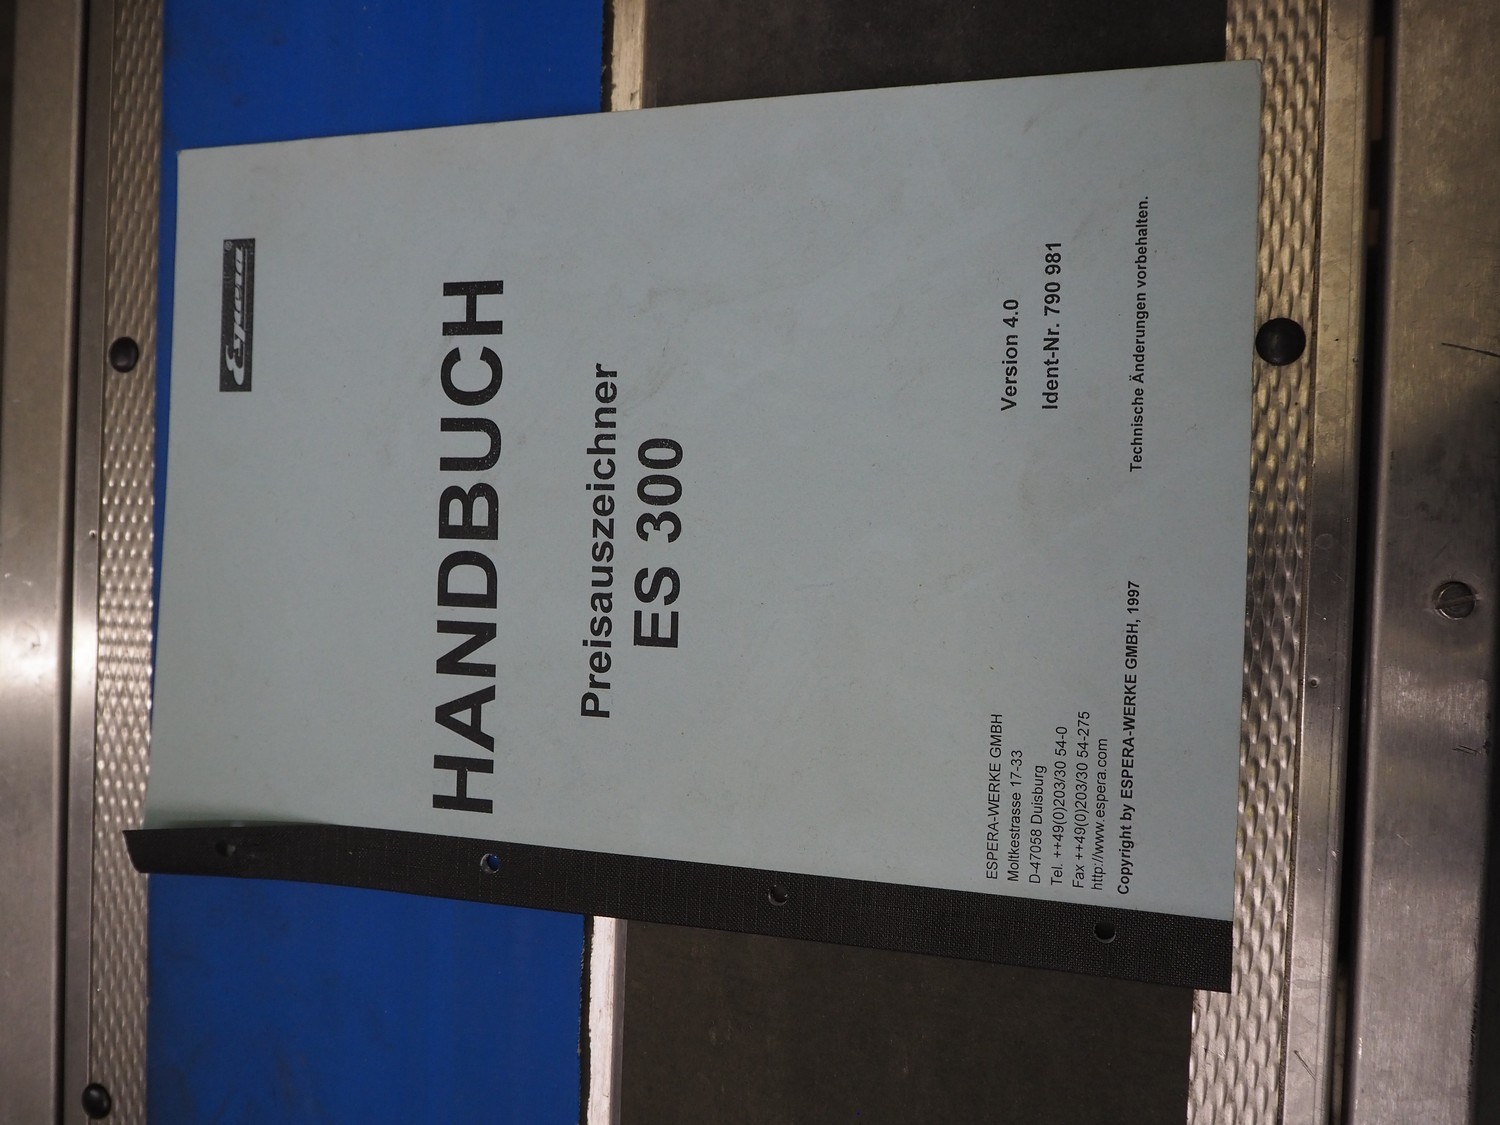 Espera
HANDBUCH
Preisauszeichner
ES 300
Version 4.0
Ident-Nr. 790 981
ESPERA-WERKE GMBH
Moltkestrasse 17-33
D-47058 Duisburg
Tel. ++49(0)203/30 54-0
Fax ++49(0)203/30 54-275
http://www.espera.com
Copyright by ESPERA-WERKE GMBH, 1997
Technische Änderungen vorbehalten.